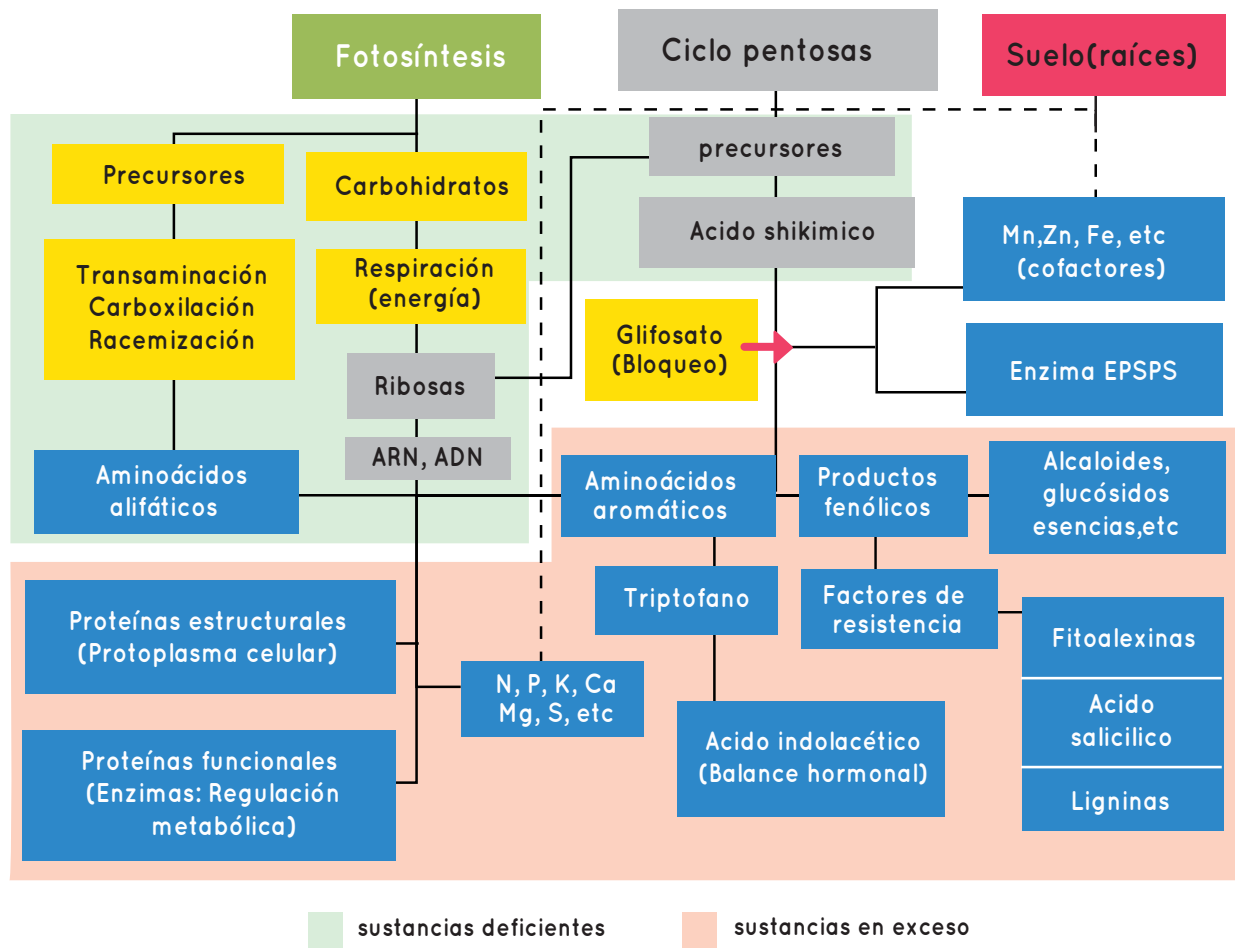 Fotosíntesis
Ciclo pentosas
Suelo(raíces)
Precursores
Carbohidratos
precursores
Transaminación
Carboxilación
Racemización
Respiración
(energía)
Acido shikimico
Mn,Zn, Fe, etc
(cofactores)
Glifosato
(Bloqueo)
Enzima EPSPS
Ribosas
ARN, ADN
Aminoácidos
alifáticos
Aminoácidos
aromáticos
Productos
fenólicos
Alcaloides,
glucósidos
esencias,etc
Proteínas estructurales
(Protoplasma celular)
Triptofano
Factores de
resistencia
Fitoalexinas
N, P, K, Ca
Mg, S, etc
Acido
salicilico
Proteínas funcionales
(Enzimas: Regulación
metabólica)
Acido indolacético
(Balance hormonal)
Ligninas
sustancias deficientes
sustancias en exceso